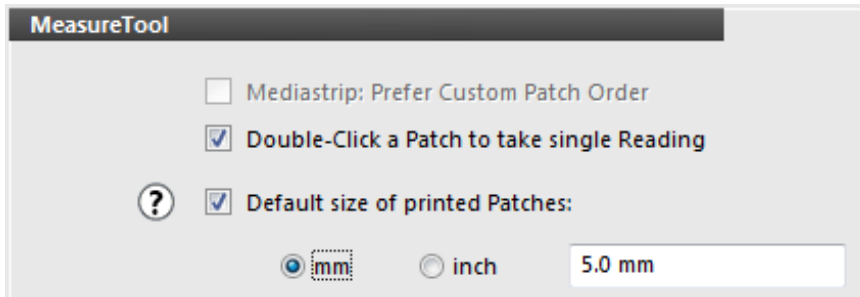 MeasureTool
Mediastrip: Prefer Custom Patch Order
Double-Click a Patch to take single Reading
? Default size of printed Patches:
mm inch 5.0 mm